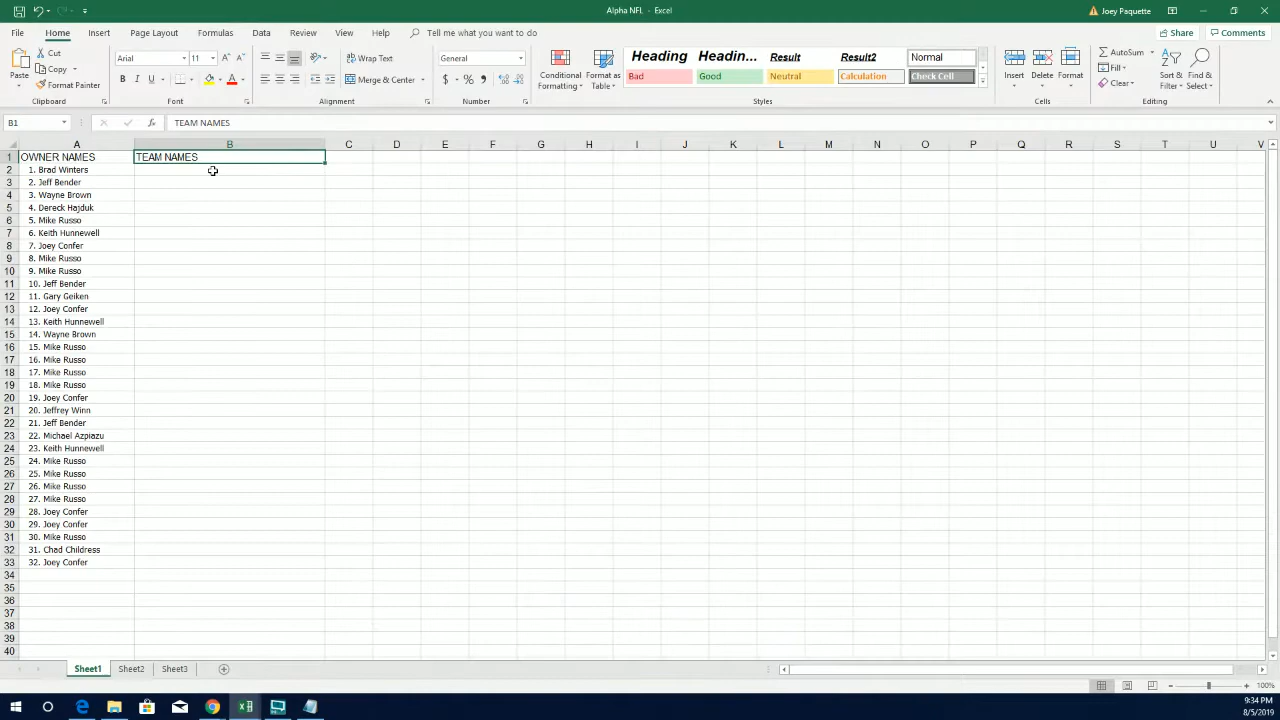 Alpha NFL - Excel
Joey Paquette
File Home Insert Page Layout Formulas Data Review View Help Tell me what you want to do
Share Comments
Paste
Cut
Copy
Format Painter
Clipboard
Arial 11
Font
Wrap Text
Merge & Center
Alignment
General
Number
Conditional Formatting
Format as Table
Heading Headin... Result Result2 Normal
Bad Good Neutral Calculation Check Cell
Styles
Insert Delete Format
Cells
AutoSum
Fill
Clear
Sort & Filter
Find & Select
Editing
B1 TEAM NAMES
A B C D E F G H I J K L M N O P Q R S T U V
1 OWNER NAMES TEAM NAMES
2 1. Brad Winters
3 2. Jeff Bender
4 3. Wayne Brown
5 4. Dereck Hajduk
6 5. Mike Russo
7 6. Keith Hunnewell
8 7. Joey Confer
9 8. Mike Russo
10 9. Mike Russo
11 10. Jeff Bender
12 11. Gary Geiken
13 12. Joey Confer
14 13. Keith Hunnewell
15 14. Wayne Brown
16 15. Mike Russo
17 16. Mike Russo
18 17. Mike Russo
19 18. Mike Russo
20 19. Joey Confer
21 20. Jeffrey Winn
22 21. Jeff Bender
23 22. Michael Azpiazu
24 23. Keith Hunnewell
25 24. Mike Russo
26 25. Mike Russo
27 26. Mike Russo
28 27. Mike Russo
29 28. Joey Confer
30 29. Joey Confer
31 30. Mike Russo
32 31. Chad Childress
33 32. Joey Confer
34
35
36
37
38
39
40
Sheet1 Sheet2 Sheet3
100%
9:34 PM
8/5/2019